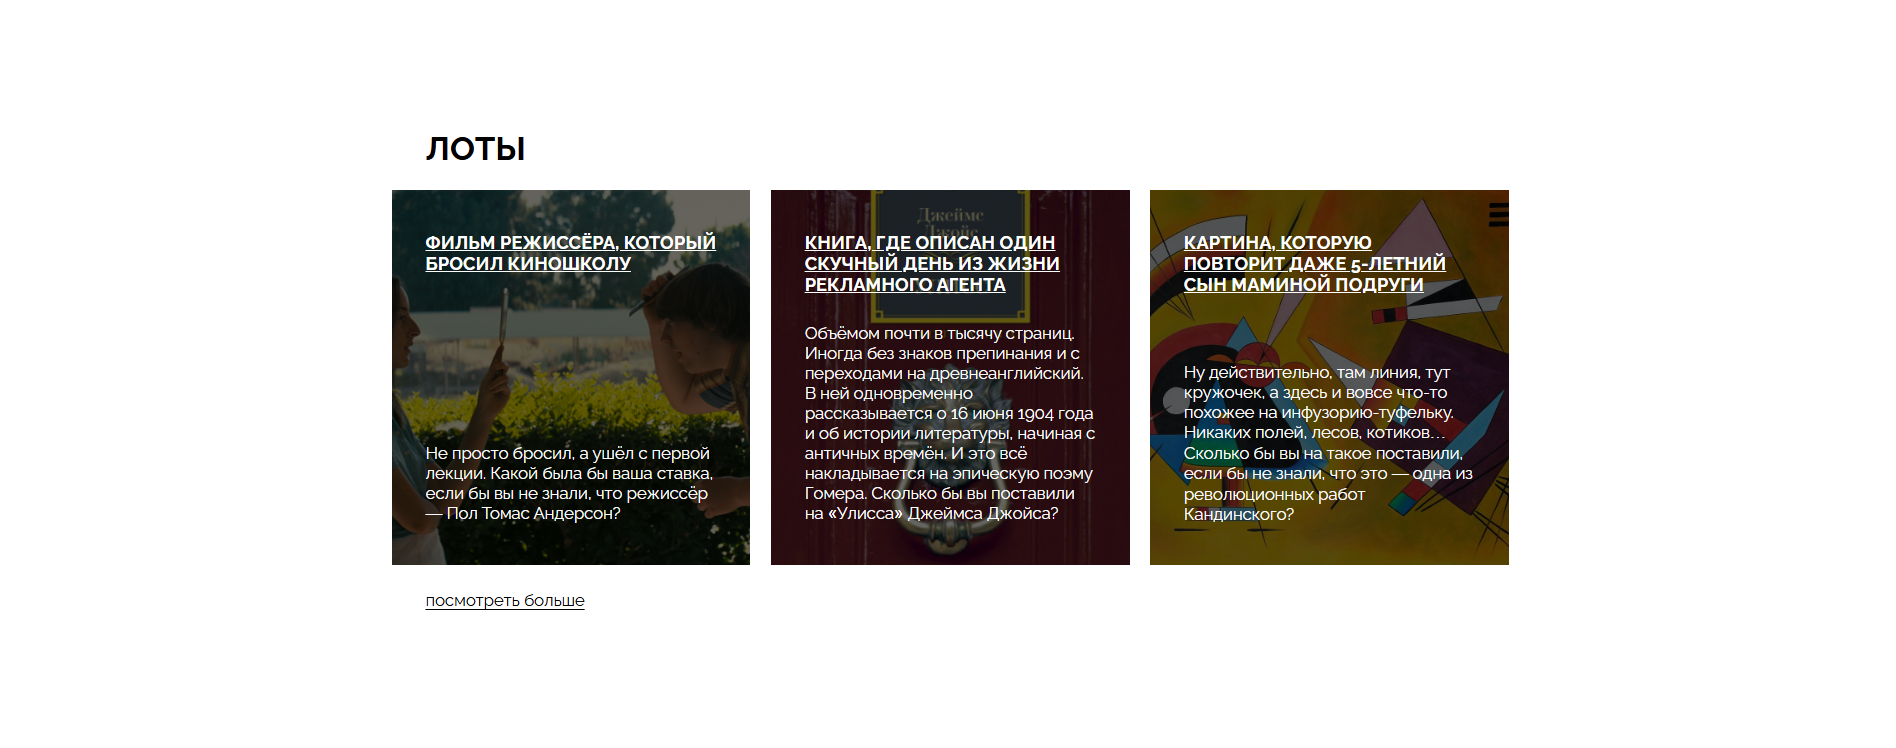 ЛОТЫ
ФИЛЬМ РЕЖИССЁРА, КОТОРЫЙ
БРОСИЛ КИНОШКОЛУ
Не просто бросил, а ушёл с первой
лекции. Какой была бы ваша ставка,
если бы вы не знали, что режиссёр
— Пол Томас Андерсон?
Джеймс
Джойс
КНИГА, ГДЕ ОПИСАН ОДИН
СКУЧНЫЙ ДЕНЬ ИЗ ЖИЗНИ
РЕКЛАМНОГО АГЕНТА
Объёмом почти в тысячу страниц.
Иногда без знаков препинания и с
переходами на древнеанглийский.
В ней одновременно
рассказывается о 16 июня 1904 года
и об истории литературы, начиная с
античных времён. И это всё
накладывается на эпическую поэму
Гомера. Сколько бы вы поставили
на «Улисса» Джеймса Джойса?
КАРТИНА, КОТОРУЮ
ПОВТОРИТ ДАЖЕ 5-ЛЕТНИЙ
СЫН МАМИНОЙ ПОДРУГИ
Ну действительно, там линия, тут
кружочек, а здесь и вовсе что-то
похожее на инфузорию-туфельку.
Никаких полей, лесов, котиков…
Сколько бы вы на такое поставили,
если бы не знали, что это — одна из
революционных работ
Кандинского?
посмотреть больше